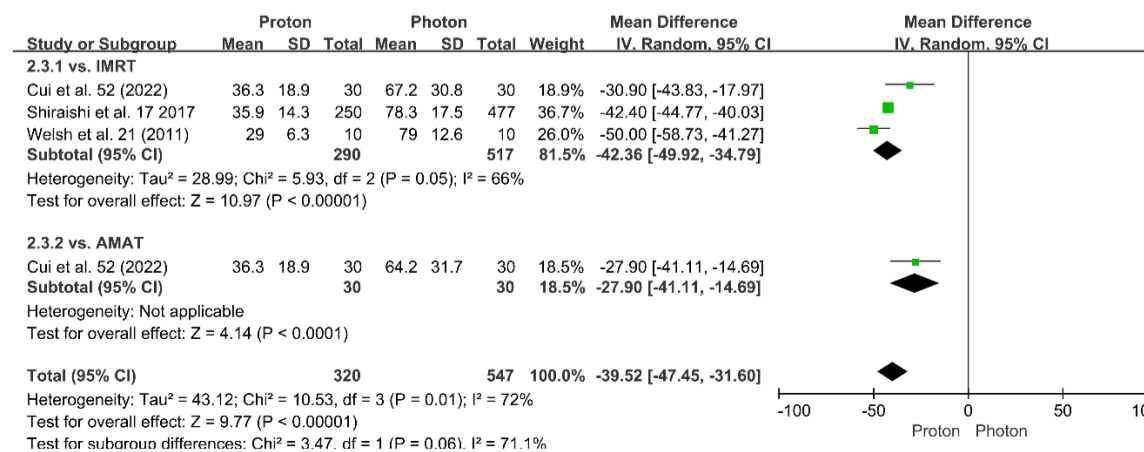 Proton Photon Mean Difference Mean Difference
Study or Subgroup Mean SD Total Mean SD Total Weight IV, Random, 95% CI IV, Random, 95% CI
2.3.1 vs. IMRT
Cui et al. 52 (2022) 36.3 18.9 30 67.2 30.8 30 18.9% -30.90 [-43.83, -17.97]
Shiraishi et al. 17 2017 35.9 14.3 250 78.3 17.5 477 36.7% -42.40 [-44.77, -40.03]
Welsh et al. 21 (2011) 29 6.3 10 79 12.6 10 26.0% -50.00 [-58.73, -41.27]
Subtotal (95% CI) 290 517 81.5% -42.36 [-49.92, -34.79]
Heterogeneity: Tau² = 28.99; Chi² = 5.93, df = 2 (P = 0.05); I² = 66%
Test for overall effect: Z = 10.97 (P < 0.00001)
2.3.2 vs. AMAT
Cui et al. 52 (2022) 36.3 18.9 30 64.2 31.7 30 18.5% -27.90 [-41.11, -14.69]
Subtotal (95% CI) 30 30 18.5% -27.90 [-41.11, -14.69]
Heterogeneity: Not applicable
Test for overall effect: Z = 4.14 (P < 0.0001)
Total (95% CI) 320 547 100.0% -39.52 [-47.45, -31.60]
Heterogeneity: Tau² = 43.12; Chi² = 10.53, df = 3 (P = 0.01); I² = 72%
Test for overall effect: Z = 9.77 (P < 0.00001)
Test for subgroup differences: Chi² = 3.47, df = 1 (P = 0.06), I² = 71.1%
-100 -50 0 50 10
Proton Photon